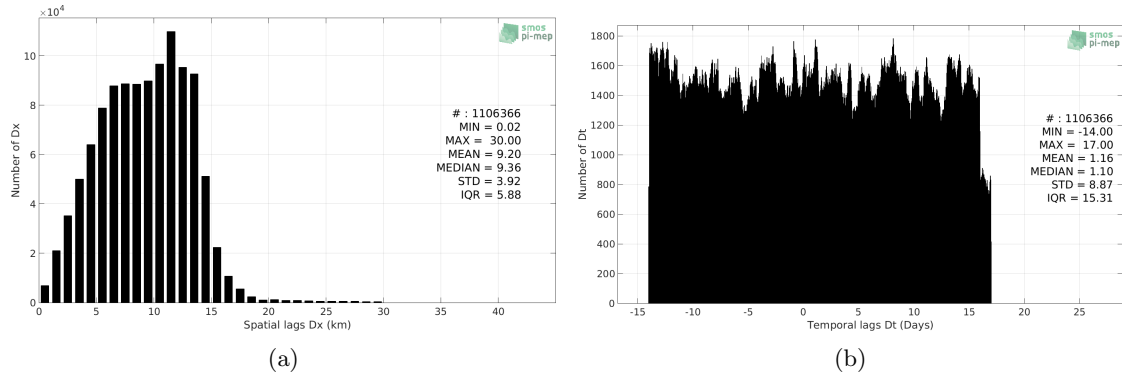 ×10⁴
smos
pi-mep
# : 1106366
MIN = 0.02
MAX = 30.00
MEAN = 9.20
MEDIAN = 9.36
STD = 3.92
IQR = 5.88
Number of Dx
10
8
6
4
2
0
0 5 10 15 20 25 30 35 40
Spatial lags Dx (km)
(a)
smos
pi-mep
# : 1106366
MIN = -14.00
MAX = 17.00
MEAN = 1.16
MEDIAN = 1.10
STD = 8.87
IQR = 15.31
Number of Dt
1800
1600
1400
1200
1000
800
600
400
200
0
-15 -10 -5 0 5 10 15 20 25
Temporal lags Dt (Days)
(b)